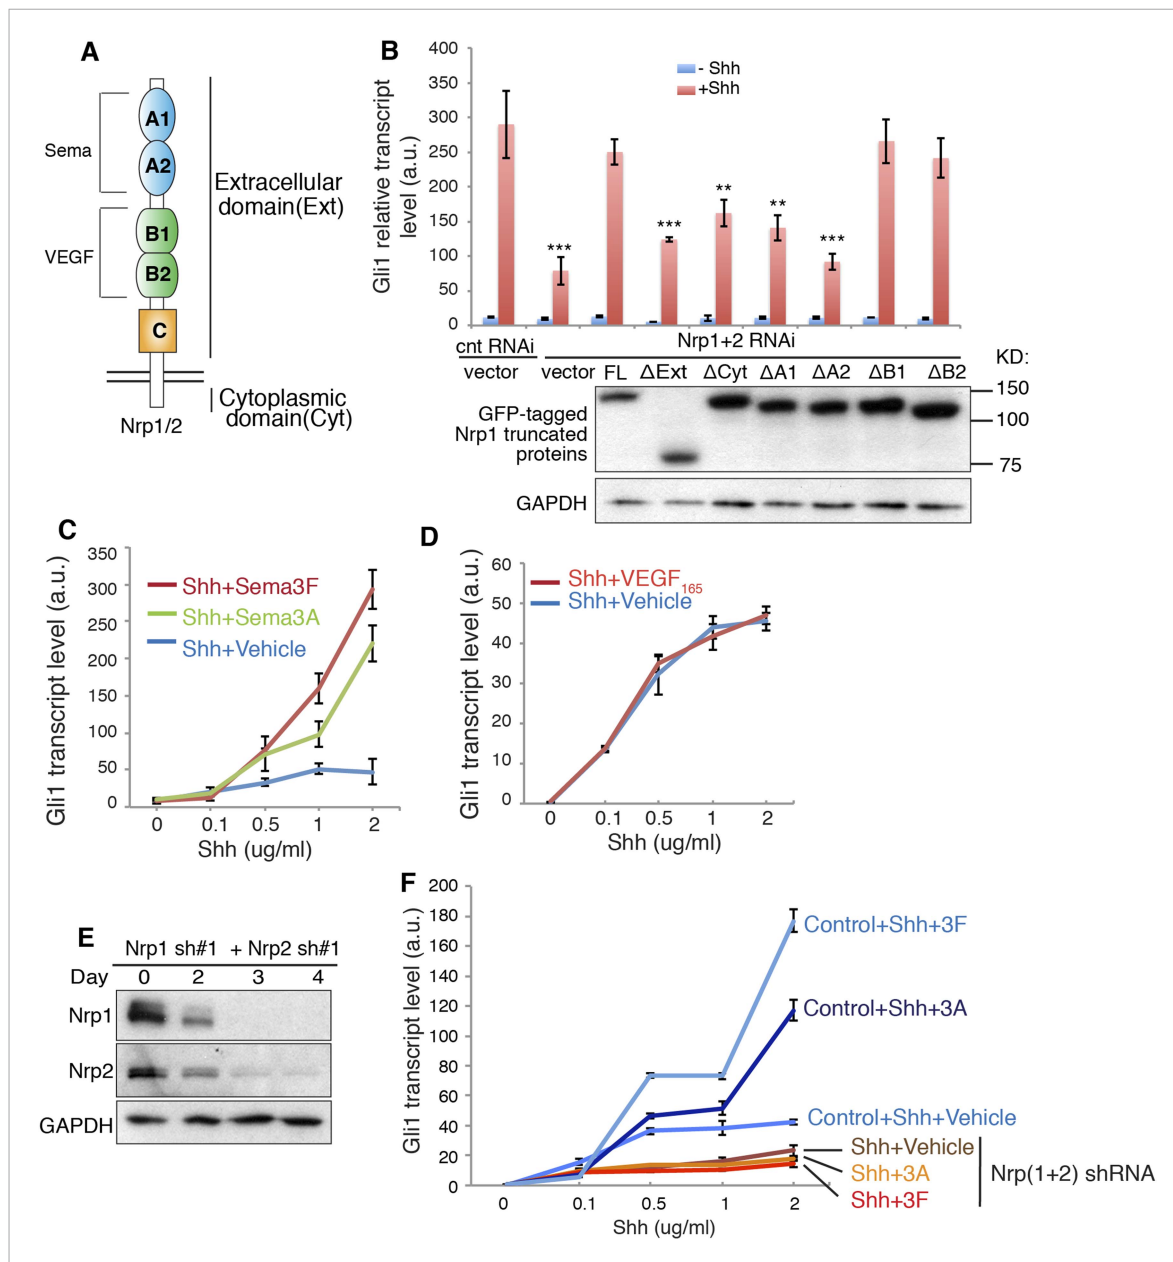 A
Sema
A1
A2
VEGF
B1
B2
C
Extracellular
domain(Ext)
Cytoplasmic
domain(Cyt)
Nrp1/2
B
Gli1 relative transcript
level (a.u.)
400
350
300
250
200
150
100
50
0
- Shh
+Shh
***
***
**
**
***
cnt RNAi
Nrp1+2 RNAi
vector
vector FL ΔExt ΔCyt ΔA1 ΔA2 ΔB1 ΔB2
KD:
GFP-tagged
Nrp1 truncated
proteins
150
100
75
GAPDH
C
Gli1 transcript level (a.u.)
350
300
250
200
150
100
50
0
Shh+Sema3F
Shh+Sema3A
Shh+Vehicle
0 0.1 0.5 1 2
Shh (ug/ml)
D
Gli1 transcript level (a.u.)
60
50
40
30
20
10
0
Shh+VEGF165
Shh+Vehicle
0 0.1 0.5 1 2
Shh (ug/ml)
E
Nrp1 sh#1 + Nrp2 sh#1
Day 0 2 3 4
Nrp1
Nrp2
GAPDH
F
Gli1 transcript level (a.u.)
200
180
160
140
120
100
80
60
40
20
0
Control+Shh+3F
Control+Shh+3A
Control+Shh+Vehicle
Shh+Vehicle
Shh+3A
Shh+3F
Nrp(1+2) shRNA
0 0.1 0.5 1 2
Shh (ug/ml)